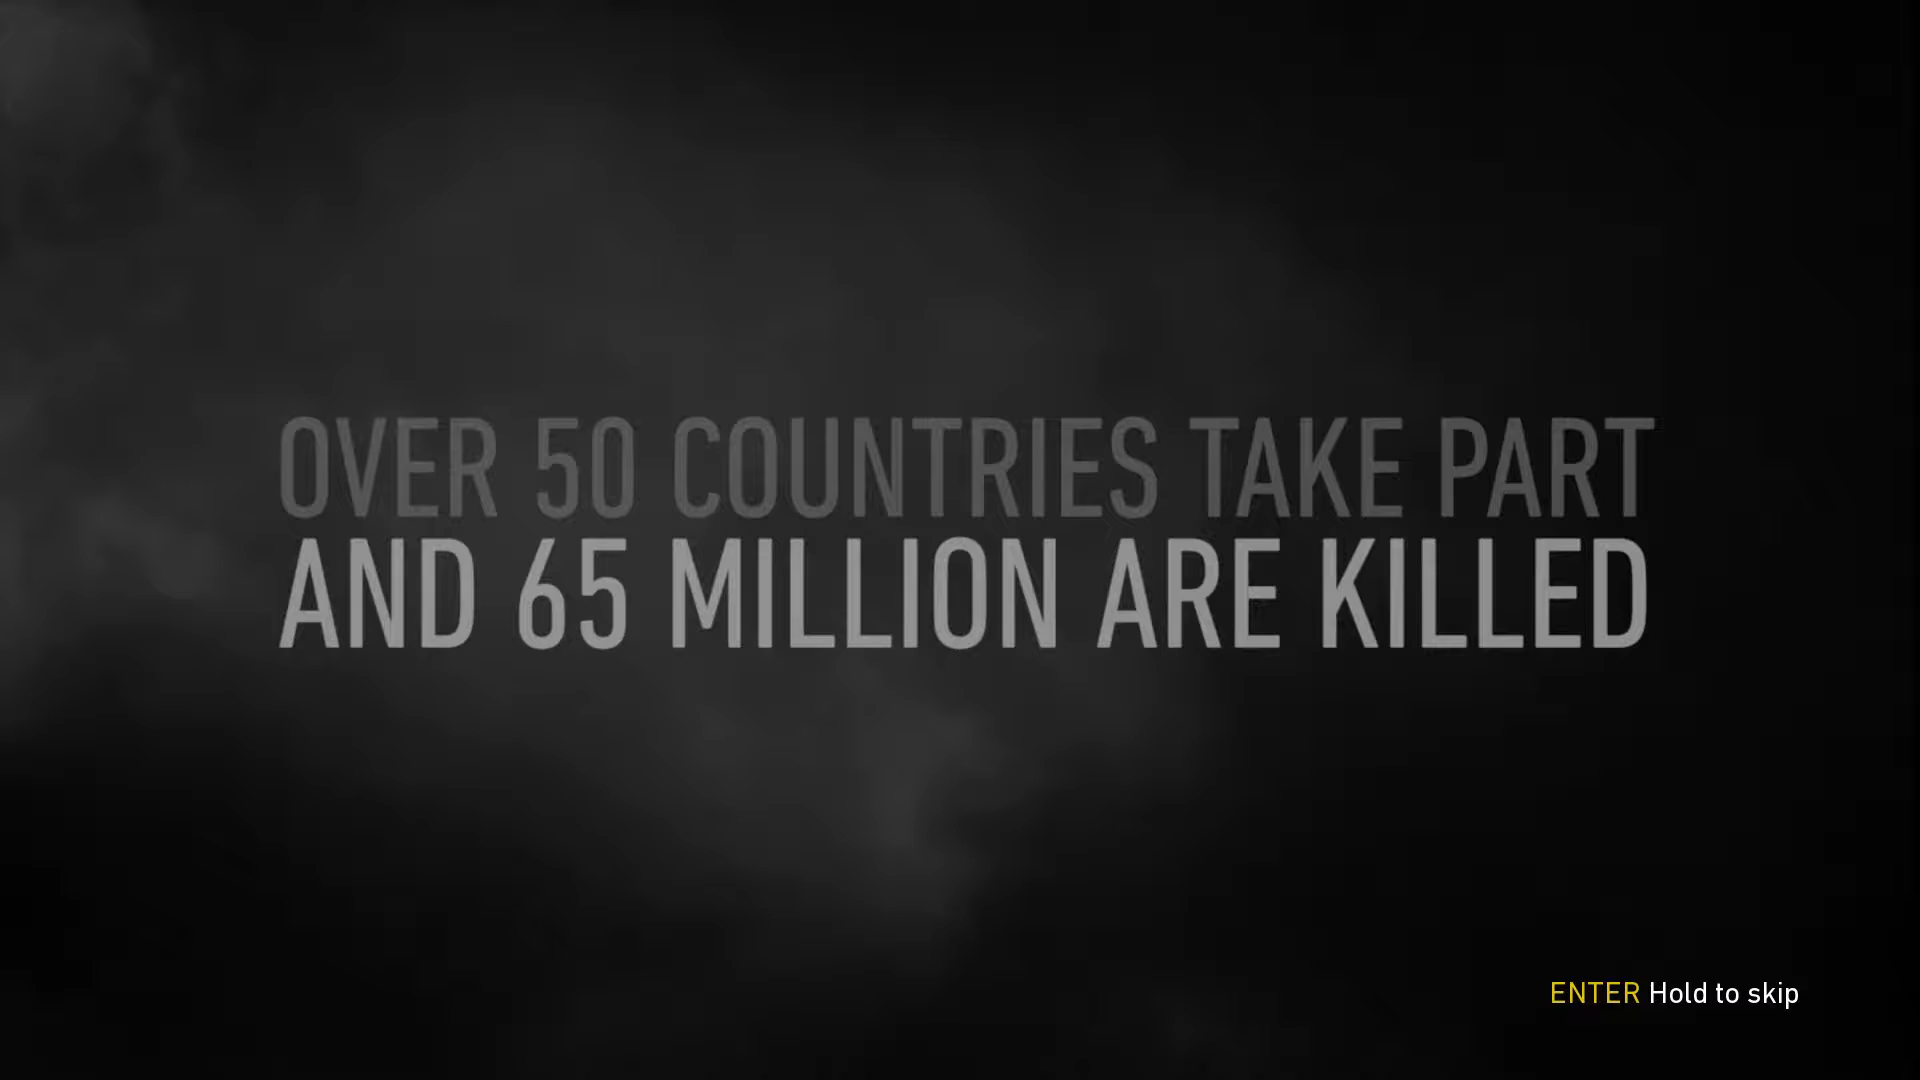 OVER 50 COUNTRIES TAKE PART
AND 65 MILLION ARE KILLED
ENTER Hold to skip